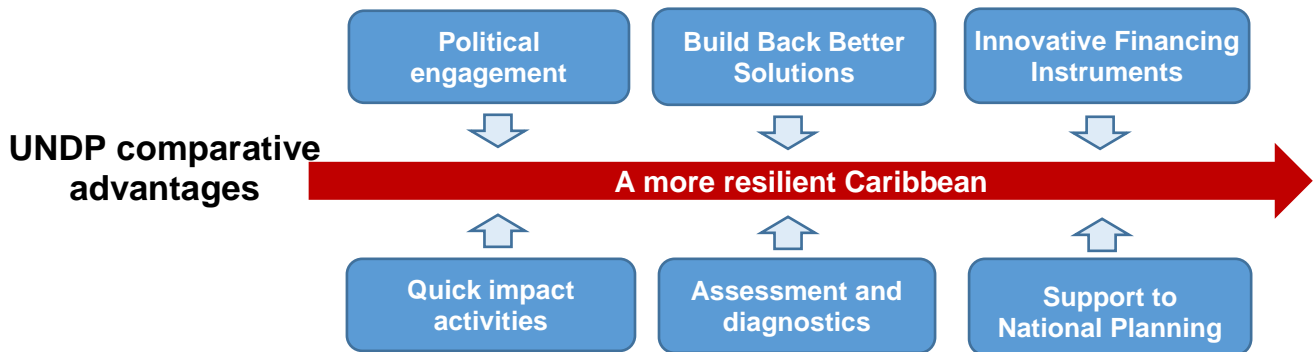 Political
engagement
Build Back Better
Solutions
Innovative Financing
Instruments
UNDP comparative
advantages
A more resilient Caribbean
Quick impact
activities
Assessment and
diagnostics
Support to
National Planning